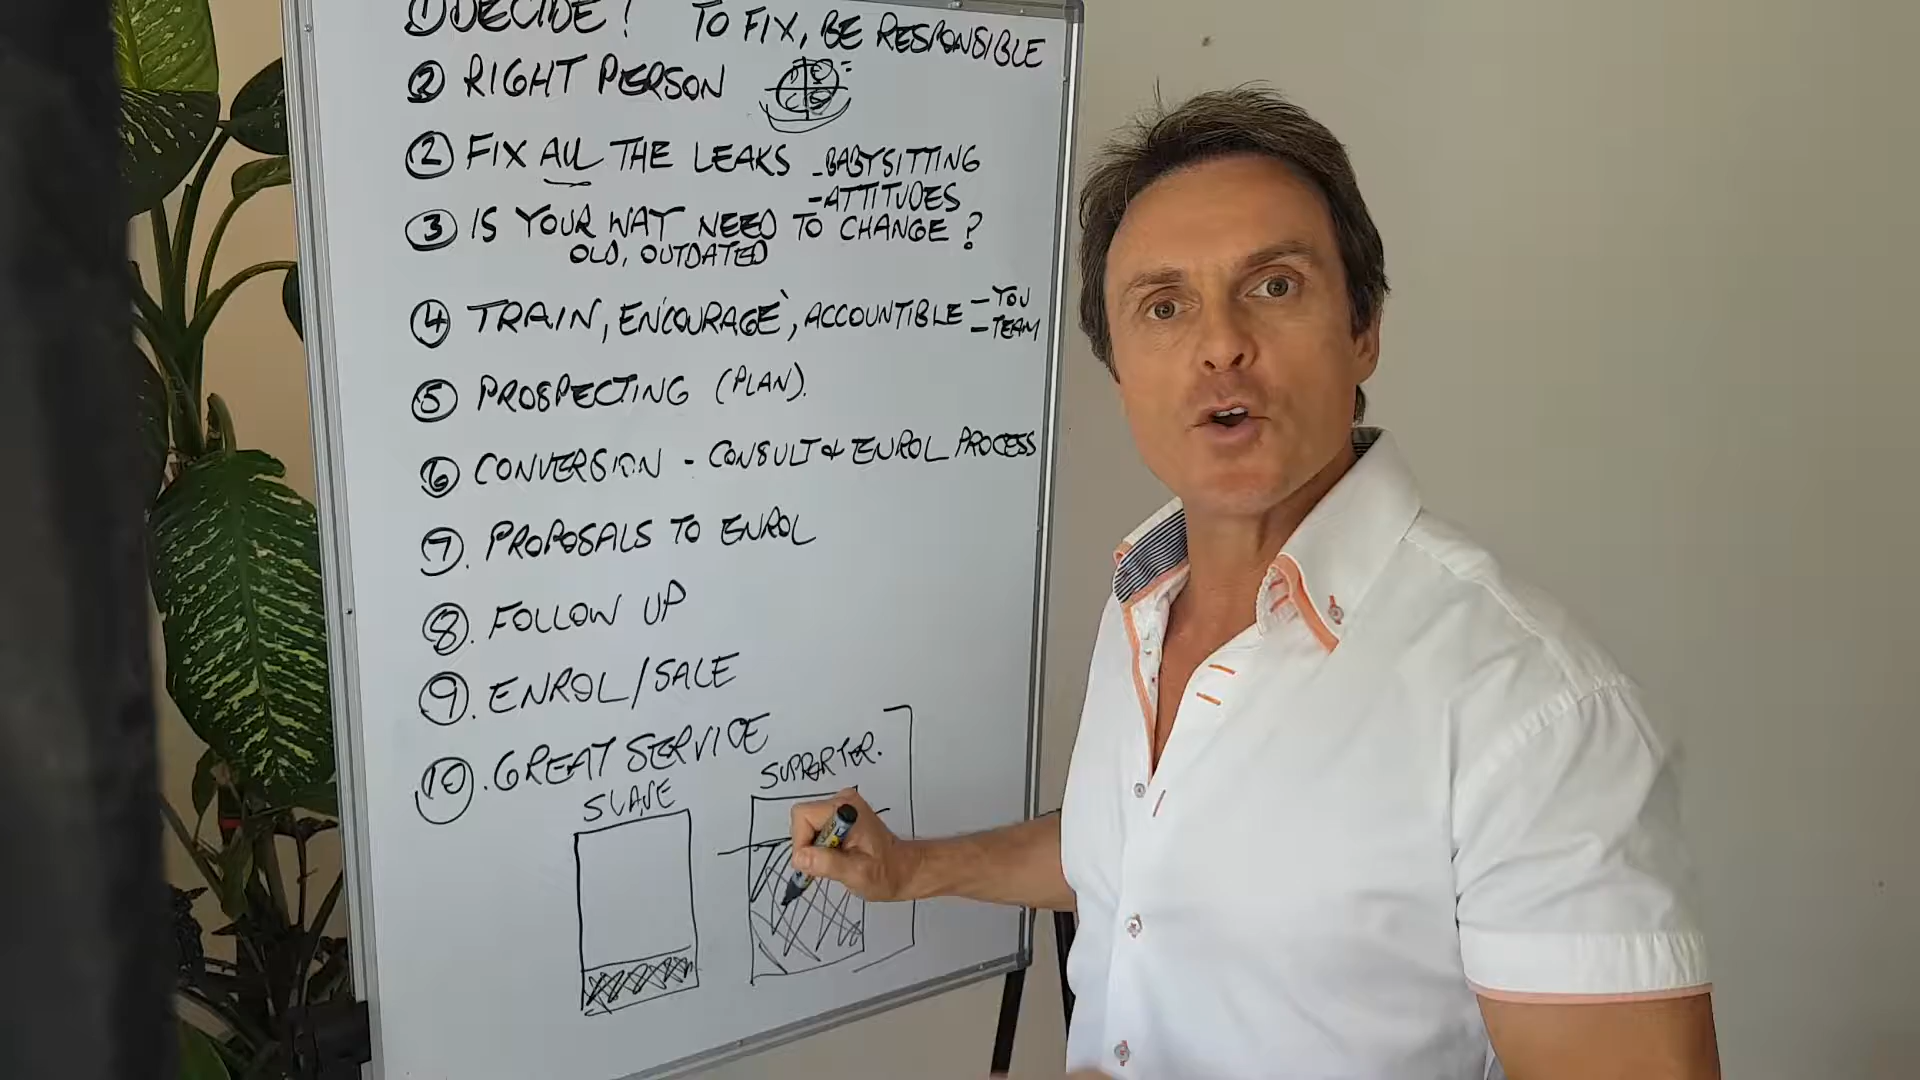 ① DECIDE! TO FIX, BE RESPONSIBLE
② RIGHT PERSON
② FIX ALL THE LEAKS - BABYSITTING
- ATTITUDES
③ IS YOUR WAY NEED TO CHANGE?
OLD, OUTDATED
④ TRAIN, ENCOURAGE, ACCOUNTIBLE - YOU
- TEAM
⑤ PROSPECTING (PLAN).
⑥ CONVERSION - CONSULT & ENROL PROCESS
⑦. PROPOSALS TO ENROL
⑧. FOLLOW UP
⑨. ENROL/SALE
⑩. GREAT SERVICE
SLAVE
SUPPORTER.